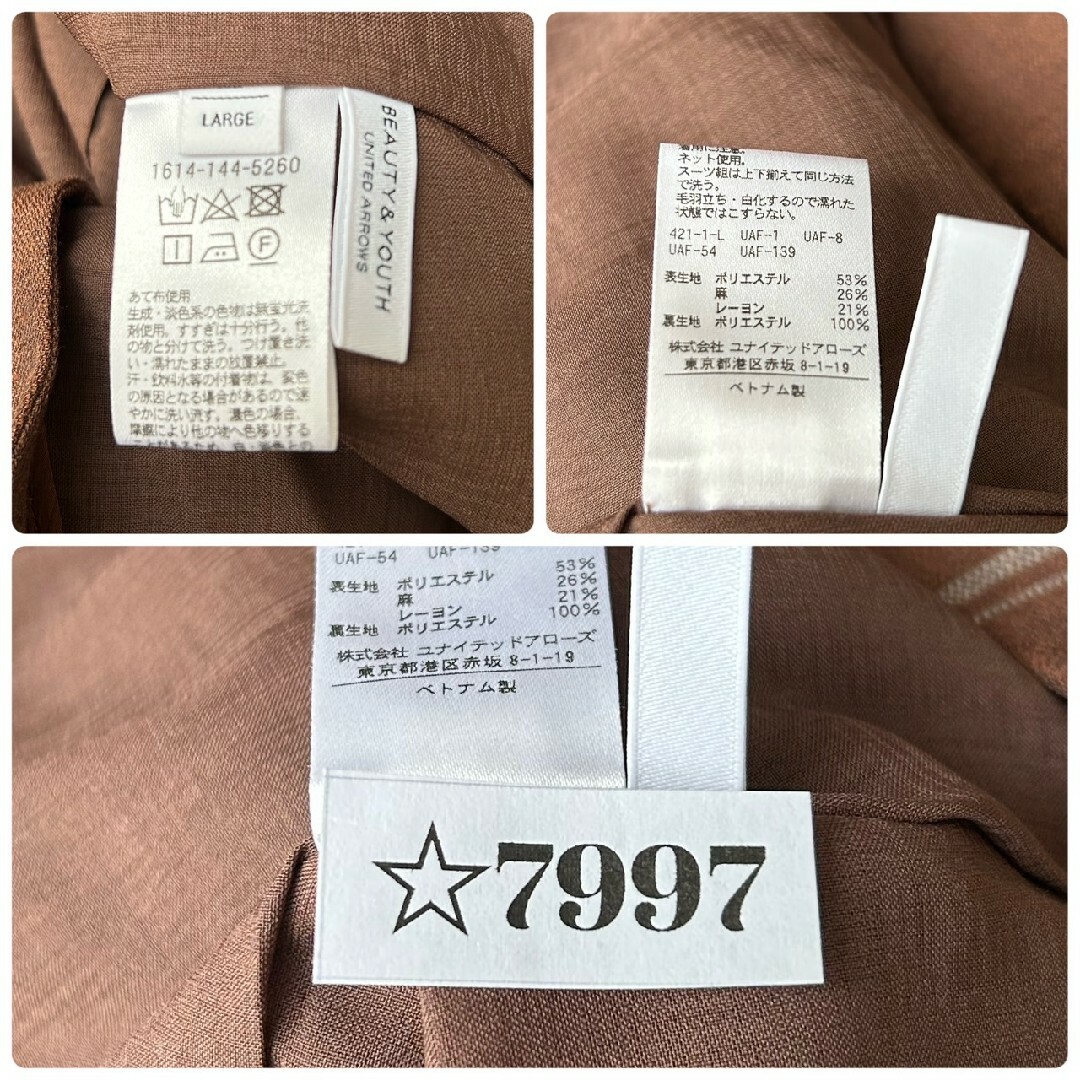 LARGE
1614-144-5260
BEAUTY&YOUTH
UNITED ARROWS
あて布使用
生成・淡色系の色物は無蛍光洗
剤使用。すすぎは十分行う。他
の物と分けて洗う。つけ置き洗
い・濡れたままの放置禁止。
汗・飲料水等の付着物は、変色
の原因となる場合があるので速
やかに洗い流す。濃色の場合、
摩擦により他の物へ色移りする
ネット使用。
スーツ組は上下揃えて同じ方法
で洗う。
毛羽立ち・白化するので濡れた
状態ではこすらない。
421-1-L UAF-1 UAF-8
UAF-54 UAF-139
表生地 ポリエステル 53%
麻 26%
レーヨン 21%
裏生地 ポリエステル 100%
株式会社 ユナイテッドアローズ
東京都港区赤坂 8-1-19
ベトナム製
UAF-54 UAF-139
表生地 ポリエステル 53%
麻 26%
レーヨン 21%
裏生地 ポリエステル 100%
株式会社 ユナイテッドアローズ
東京都港区赤坂 8-1-19
ベトナム製
☆7997